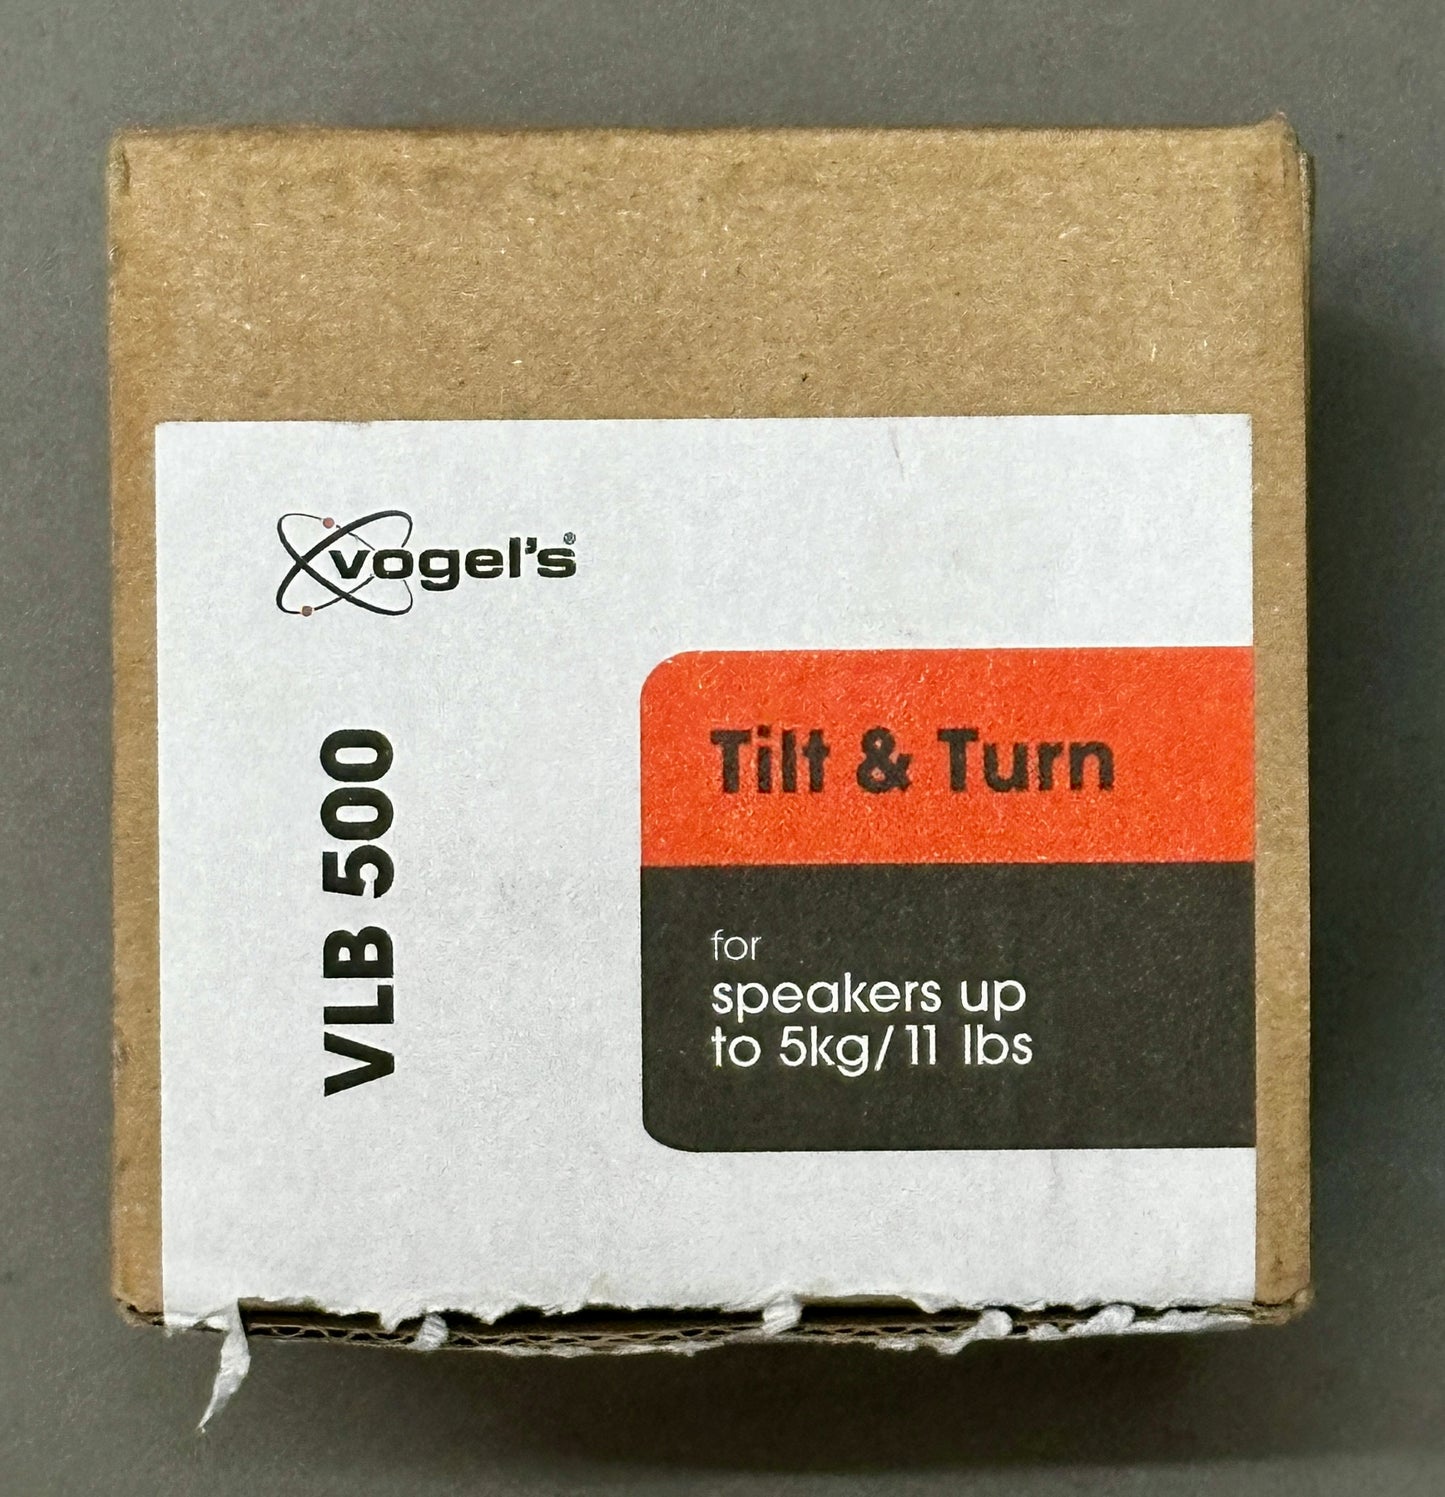 vogel's®
VLB 500
Tilt & Turn
for
speakers up
to 5kg/11 lbs